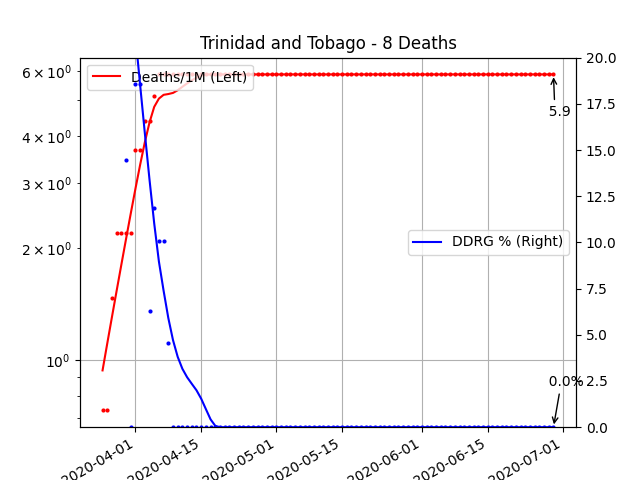 Trinidad and Tobago - 8 Deaths
Deaths/1M (Left)
DDRG % (Right)
5.9
0.0%
6 × 10⁰
4 × 10⁰
3 × 10⁰
2 × 10⁰
10⁰
20.0
17.5
15.0
12.5
10.0
7.5
5.0
2.5
0.0
2020-04-01
2020-04-15
2020-05-01
2020-05-15
2020-06-01
2020-06-15
2020-07-01